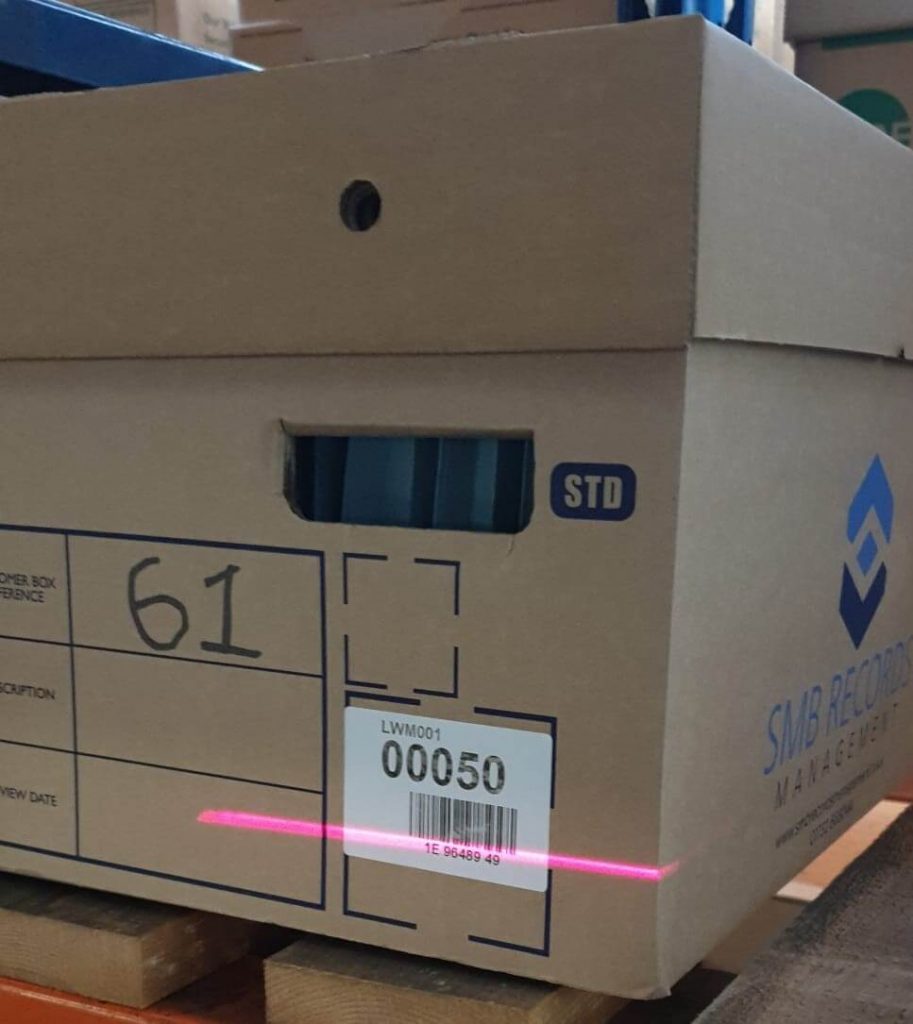 STD
OMER BOX
FERENCE
61
SCRIPTION
VIEW DATE
LWM001
00050
1E 96489 49
SMB RECORDS
MANAGEMENT